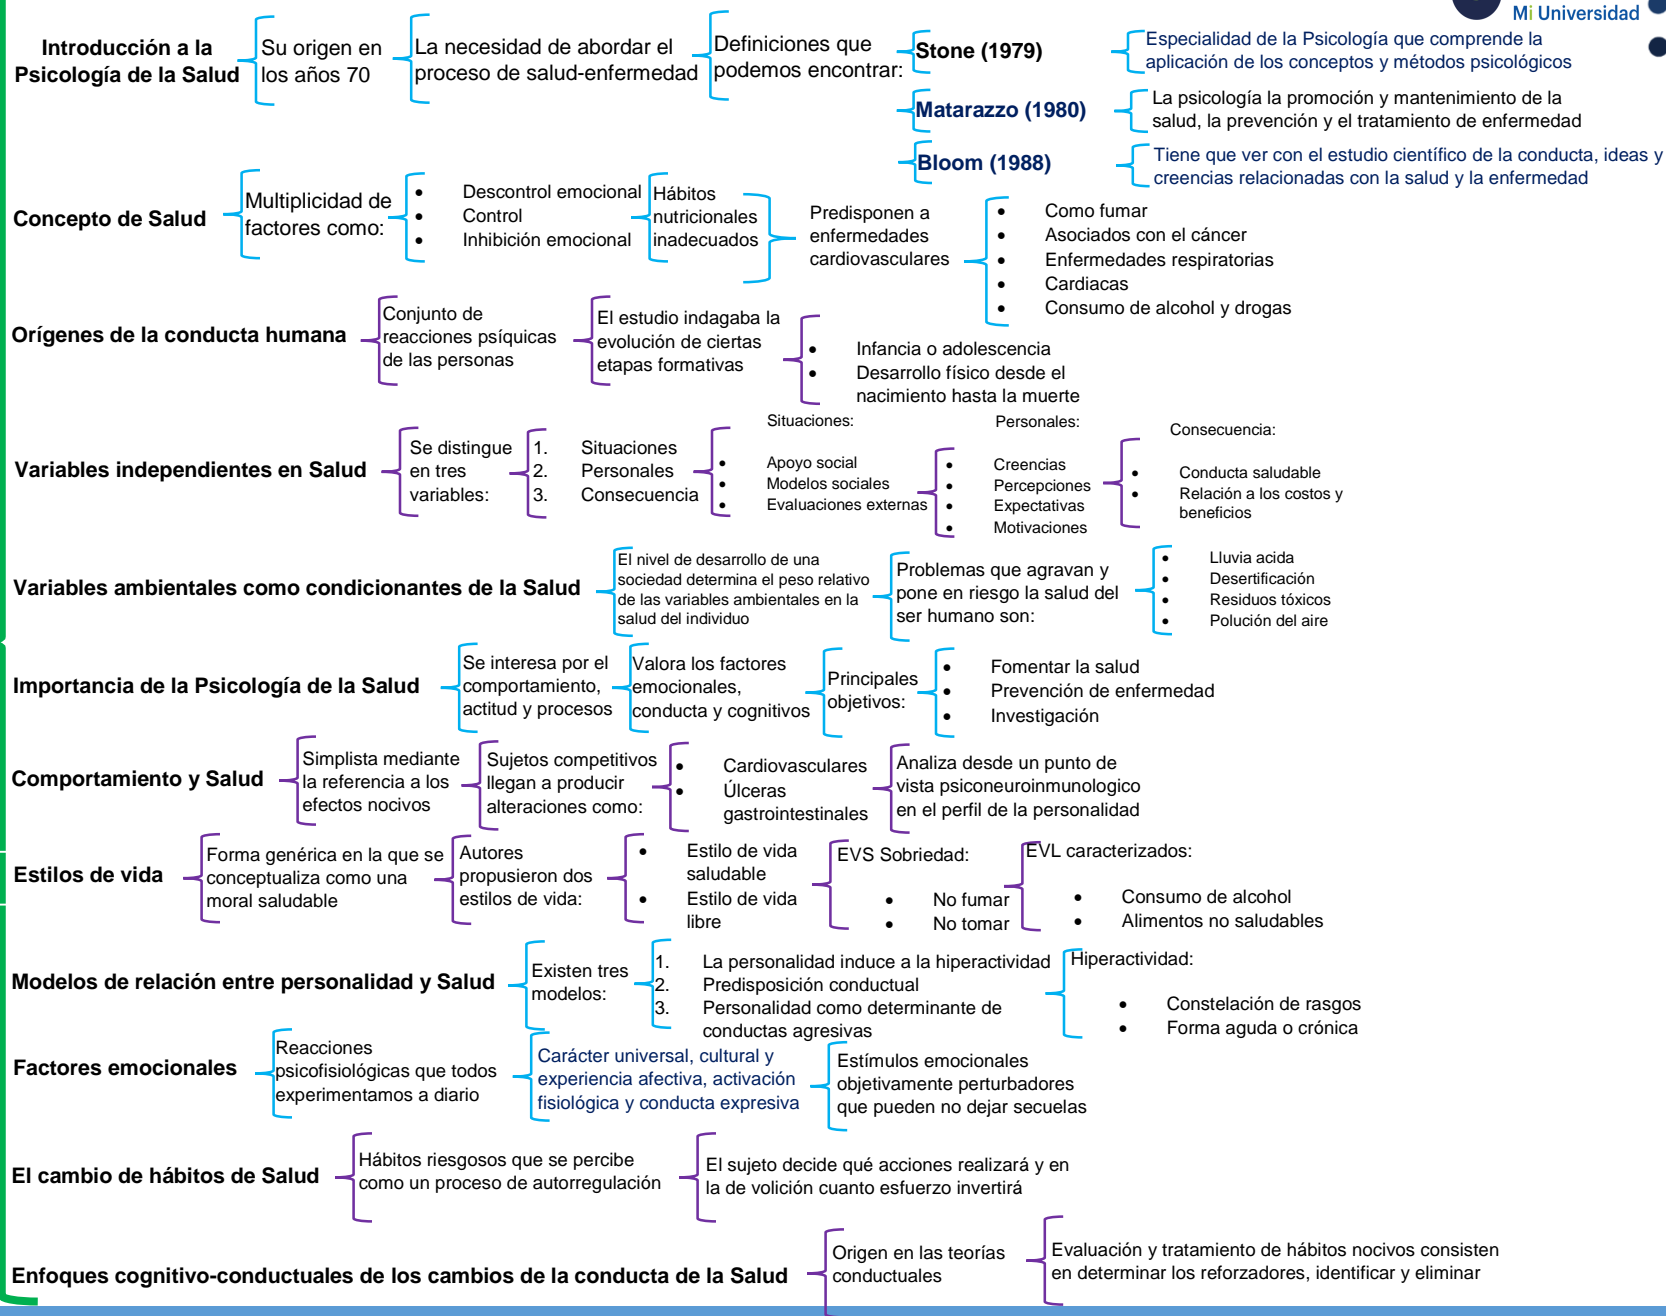 Mi Universidad
Introducción a la
Psicología de la Salud
Su origen en
los años 70
La necesidad de abordar el
proceso de salud-enfermedad
Definiciones que
podemos encontrar:
Stone (1979)
Especialidad de la Psicología que comprende la
aplicación de los conceptos y métodos psicológicos
Matarazzo (1980)
La psicología la promoción y mantenimiento de la
salud, la prevención y el tratamiento de enfermedad
Bloom (1988)
Tiene que ver con el estudio científico de la conducta, ideas y
creencias relacionadas con la salud y la enfermedad
Concepto de Salud
Multiplicidad de
factores como:
• Descontrol emocional
• Control
• Inhibición emocional
Hábitos
nutricionales
inadecuados
Predisponen a
enfermedades
cardiovasculares
• Como fumar
• Asociados con el cáncer
• Enfermedades respiratorias
• Cardiacas
• Consumo de alcohol y drogas
Orígenes de la conducta humana
Conjunto de
reacciones psíquicas
de las personas
El estudio indagaba la
evolución de ciertas
etapas formativas
• Infancia o adolescencia
• Desarrollo físico desde el
nacimiento hasta la muerte
Variables independientes en Salud
Se distingue
en tres
variables:
1. Situaciones
2. Personales
3. Consecuencia
Situaciones:
• Apoyo social
• Modelos sociales
• Evaluaciones externas
Personales:
• Creencias
• Percepciones
• Expectativas
• Motivaciones
Consecuencia:
• Conducta saludable
• Relación a los costos y
beneficios
Variables ambientales como condicionantes de la Salud
El nivel de desarrollo de una
sociedad determina el peso relativo
de las variables ambientales en la
salud del individuo
Problemas que agravan y
pone en riesgo la salud del
ser humano son:
• Lluvia acida
• Desertificación
• Residuos tóxicos
• Polución del aire
Importancia de la Psicología de la Salud
Se interesa por el
comportamiento,
actitud y procesos
Valora los factores
emocionales,
conducta y cognitivos
Principales
objetivos:
• Fomentar la salud
• Prevención de enfermedad
• Investigación
Comportamiento y Salud
Simplista mediante
la referencia a los
efectos nocivos
Sujetos competitivos
llegan a producir
alteraciones como:
• Cardiovasculares
• Úlceras
gastrointestinales
Analiza desde un punto de
vista psiconeuroinmunologico
en el perfil de la personalidad
Estilos de vida
Forma genérica en la que se
conceptualiza como una
moral saludable
Autores
propusieron dos
estilos de vida:
• Estilo de vida
saludable
• Estilo de vida
libre
EVS Sobriedad:
• No fumar
• No tomar
EVL caracterizados:
• Consumo de alcohol
• Alimentos no saludables
Modelos de relación entre personalidad y Salud
Existen tres
modelos:
1. La personalidad induce a la hiperactividad
2. Predisposición conductual
3. Personalidad como determinante de
conductas agresivas
Hiperactividad:
• Constelación de rasgos
• Forma aguda o crónica
Factores emocionales
Reacciones
psicofisiológicas que todos
experimentamos a diario
Carácter universal, cultural y
experiencia afectiva, activación
fisiológica y conducta expresiva
Estímulos emocionales
objetivamente perturbadores
que pueden no dejar secuelas
El cambio de hábitos de Salud
Hábitos riesgosos que se percibe
como un proceso de autorregulación
El sujeto decide qué acciones realizará y en
la de volición cuanto esfuerzo invertirá
Enfoques cognitivo-conductuales de los cambios de la conducta de la Salud
Origen en las teorías
conductuales
Evaluación y tratamiento de hábitos nocivos consisten
en determinar los reforzadores, identificar y eliminar